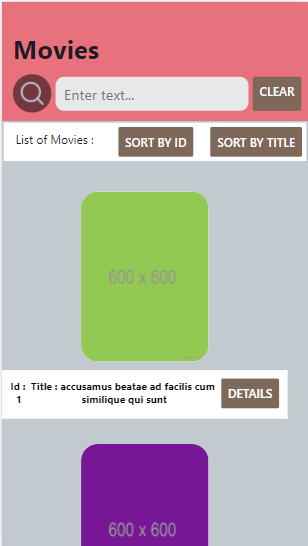 Movies
Enter text...
CLEAR
List of Movies :
SORT BY ID
SORT BY TITLE
600 x 600
Id :
1
Title : accusamus beatae ad facilis cum
similique qui sunt
DETAILS
600 x 600